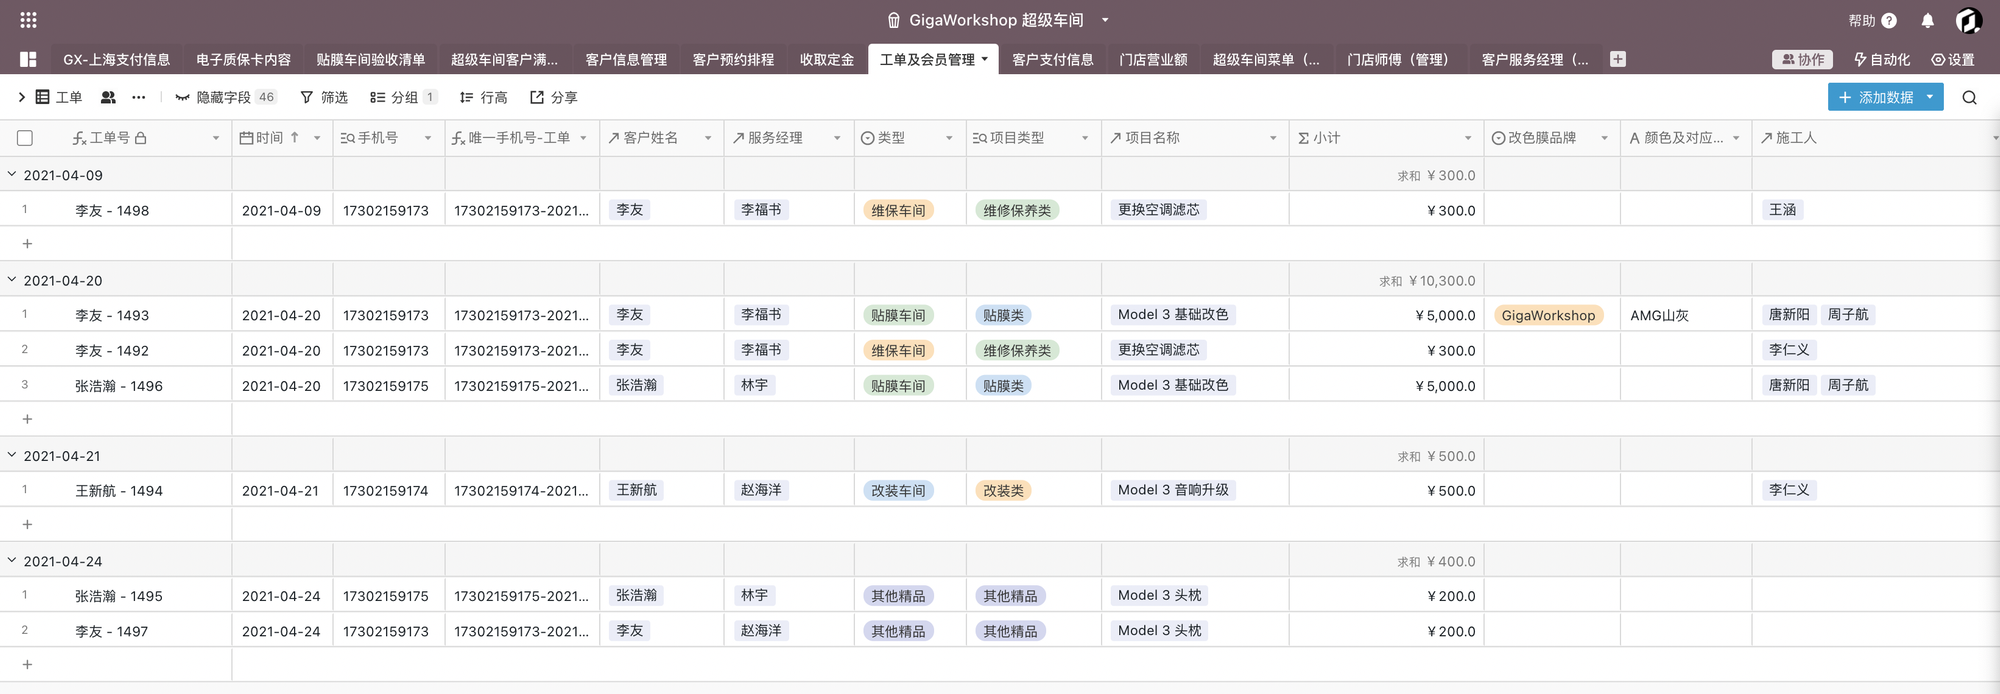 GigaWorkshop 超级车间
帮助
GX-上海支付信息 电子质保卡内容 贴膜车间验收清单 超级车间客户满... 客户信息管理 客户预约排程 收取定金 工单及会员管理 客户支付信息 门店营业额 超级车间菜单（... 门店师傅（管理） 客户服务经理（... 协作 自动化 设置
工单 ... 隐藏字段 46 筛选 分组 1 行高 分享 + 添加数据
工单号 时间 手机号 唯一手机号-工单 客户姓名 服务经理 类型 项目类型 项目名称 Σ 小计 改色膜品牌 A 颜色及对应... 施工人
2021-04-09 求和 ¥300.0
1 李友 - 1498 2021-04-09 17302159173 17302159173-2021... 李友 李福书 维保车间 维修保养类 更换空调滤芯 ¥300.0 王涵
+
2021-04-20 求和 ¥10,300.0
1 李友 - 1493 2021-04-20 17302159173 17302159173-2021... 李友 李福书 贴膜车间 贴膜类 Model 3 基础改色 ¥5,000.0 GigaWorkshop AMG山灰 唐新阳 周子航
2 李友 - 1492 2021-04-20 17302159173 17302159173-2021... 李友 李福书 维保车间 维修保养类 更换空调滤芯 ¥300.0 李仁义
3 张浩瀚 - 1496 2021-04-20 17302159175 17302159175-2021... 张浩瀚 林宇 贴膜车间 贴膜类 Model 3 基础改色 ¥5,000.0 唐新阳 周子航
+
2021-04-21 求和 ¥500.0
1 王新航 - 1494 2021-04-21 17302159174 17302159174-2021... 王新航 赵海洋 改装车间 改装类 Model 3 音响升级 ¥500.0 李仁义
+
2021-04-24 求和 ¥400.0
1 张浩瀚 - 1495 2021-04-24 17302159175 17302159175-2021... 张浩瀚 林宇 其他精品 其他精品 Model 3 头枕 ¥200.0
2 李友 - 1497 2021-04-24 17302159173 17302159173-2021... 李友 赵海洋 其他精品 其他精品 Model 3 头枕 ¥200.0
+